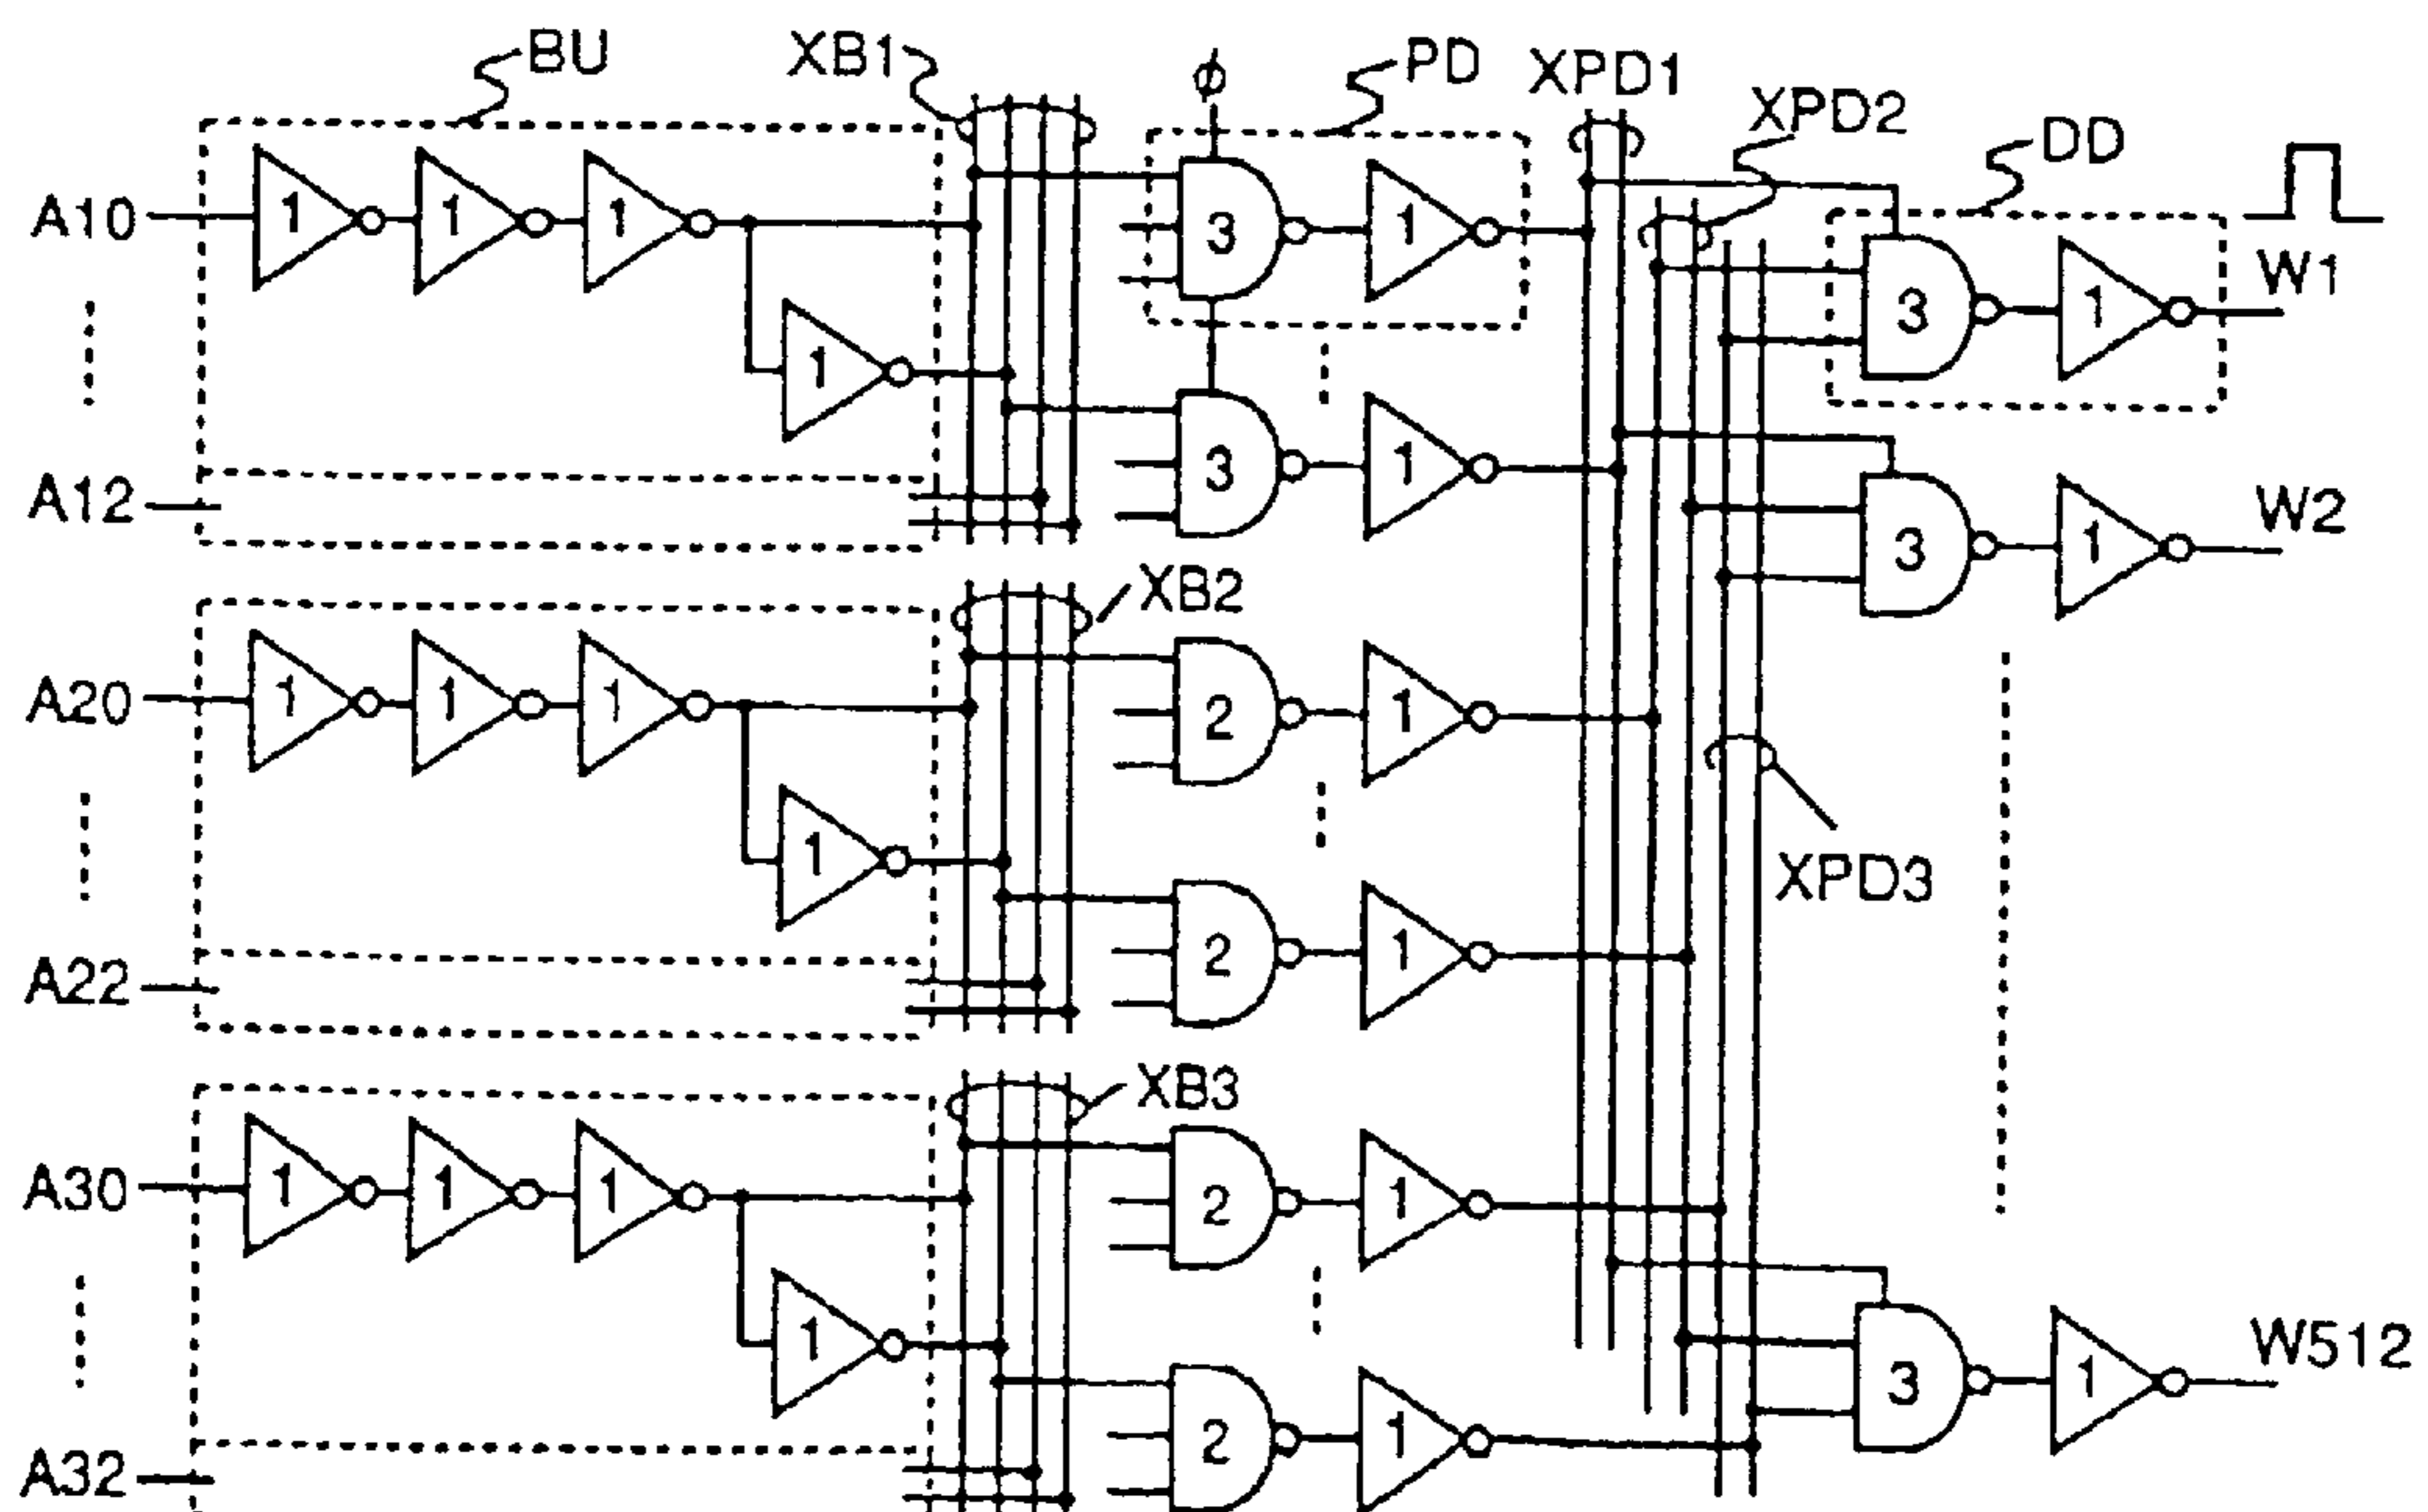 BU XB1 ϕ PD XPD1
XPD2 DD
A10 1 1 1 3 1 W1
1 3 1
A12 3 1 W2
3 1
XB2
A20 1 1 1 2 1
1 XPD3
A22 2 1
XB3
A30 1 1 1 2 1
1 W512
3 1
A32 2 1